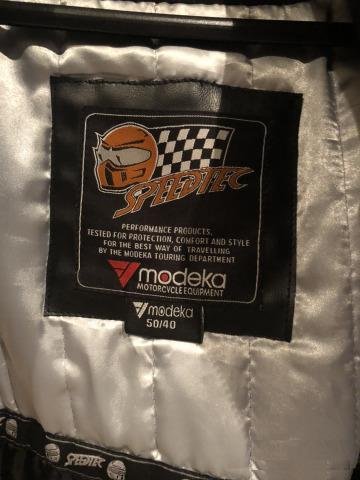 SPEEDTEC
PERFORMANCE PRODUCTS,
TESTED FOR PROTECTION, COMFORT AND STYLE
FOR THE BEST WAY OF TRAVELLING
BY THE MODEKA TOURING DEPARTMENT
modeka
MOTORCYCLE EQUIPMENT
modeka
50/40
SPEEDTEC